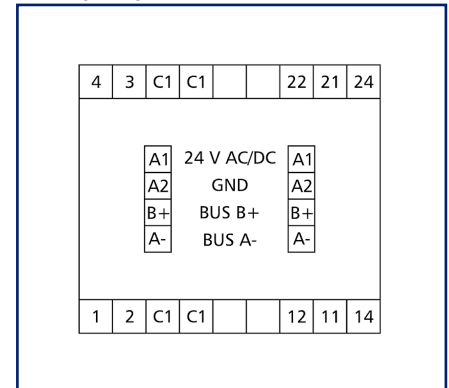 4 3 C1 C1 22 21 24
A1 24 V AC/DC A1
A2 GND A2
B+ BUS B+ B+
A- BUS A- A-
1 2 C1 C1 12 11 14